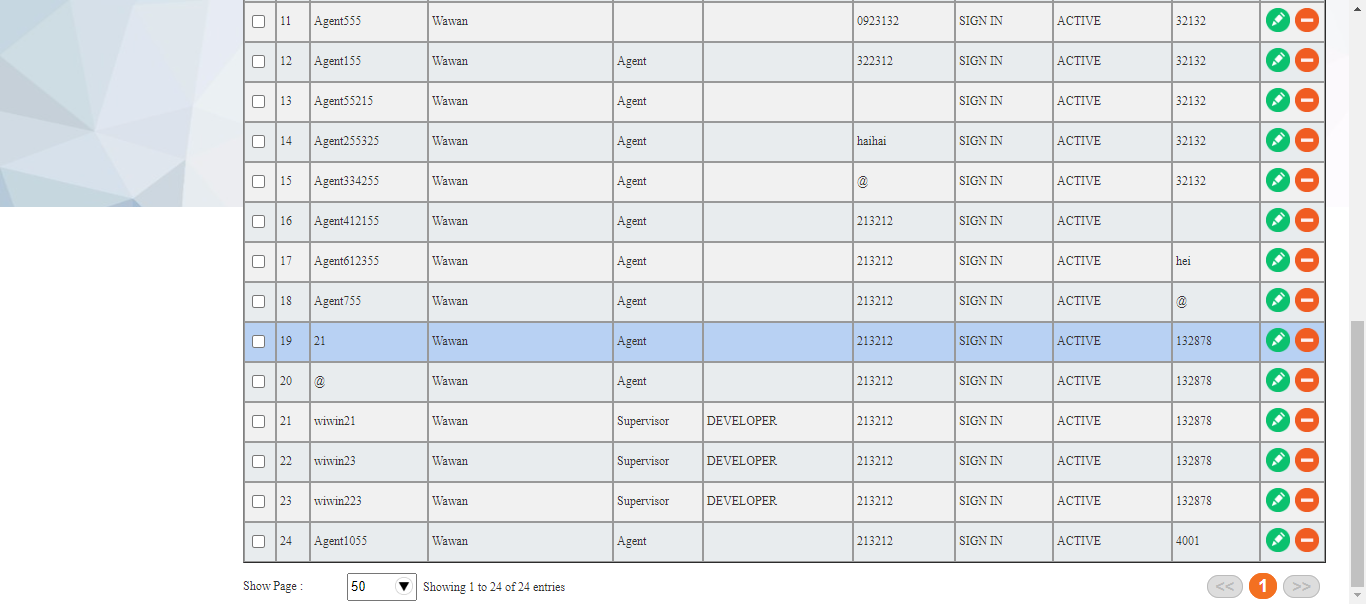 11 Agent555 Wawan 0923132 SIGN IN ACTIVE 32132
12 Agent155 Wawan Agent 322312 SIGN IN ACTIVE 32132
13 Agent55215 Wawan Agent SIGN IN ACTIVE 32132
14 Agent255325 Wawan Agent haihai SIGN IN ACTIVE 32132
15 Agent334255 Wawan Agent @ SIGN IN ACTIVE 32132
16 Agent412155 Wawan Agent 213212 SIGN IN ACTIVE
17 Agent612355 Wawan Agent 213212 SIGN IN ACTIVE hei
18 Agent755 Wawan Agent 213212 SIGN IN ACTIVE @
19 21 Wawan Agent 213212 SIGN IN ACTIVE 132878
20 @ Wawan Agent 213212 SIGN IN ACTIVE 132878
21 wiwin21 Wawan Supervisor DEVELOPER 213212 SIGN IN ACTIVE 132878
22 wiwin23 Wawan Supervisor DEVELOPER 213212 SIGN IN ACTIVE 132878
23 wiwin223 Wawan Supervisor DEVELOPER 213212 SIGN IN ACTIVE 132878
24 Agent1055 Wawan Agent 213212 SIGN IN ACTIVE 4001
Show Page : 50 Showing 1 to 24 of 24 entries << 1 >>